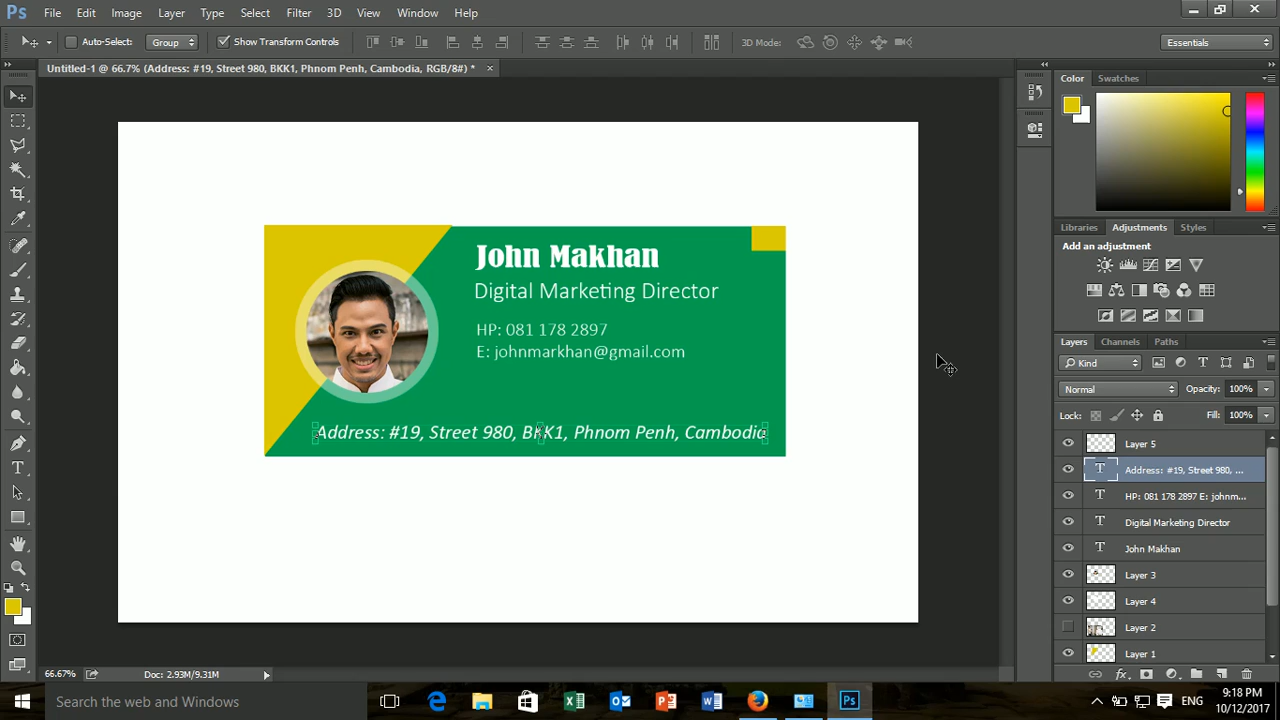 Ps File Edit Image Layer Type Select Filter 3D View Window Help
Auto-Select: Group Show Transform Controls 3D Mode: Essentials
Untitled-1 @ 66.7% (Address: #19, Street 980, BKK1, Phnom Penh, Cambodia, RGB/8#) * ×
Color Swatches
Libraries Adjustments Styles
Add an adjustment
Layers Channels Paths
Kind
Normal Opacity: 100%
Lock: Fill: 100%
Layer 5
T Address: #19, Street 980, ...
T HP: 081 178 2897 E: johnm...
T Digital Marketing Director
T John Makhan
Layer 3
Layer 4
Layer 2
Layer 1
John Makhan
Digital Marketing Director
HP: 081 178 2897
E: johnmarkhan@gmail.com
Address: #19, Street 980, BKK1, Phnom Penh, Cambodia
66.67% Doc: 2.93M/9.31M
Search the web and Windows
ENG
9:18 PM
10/12/2017